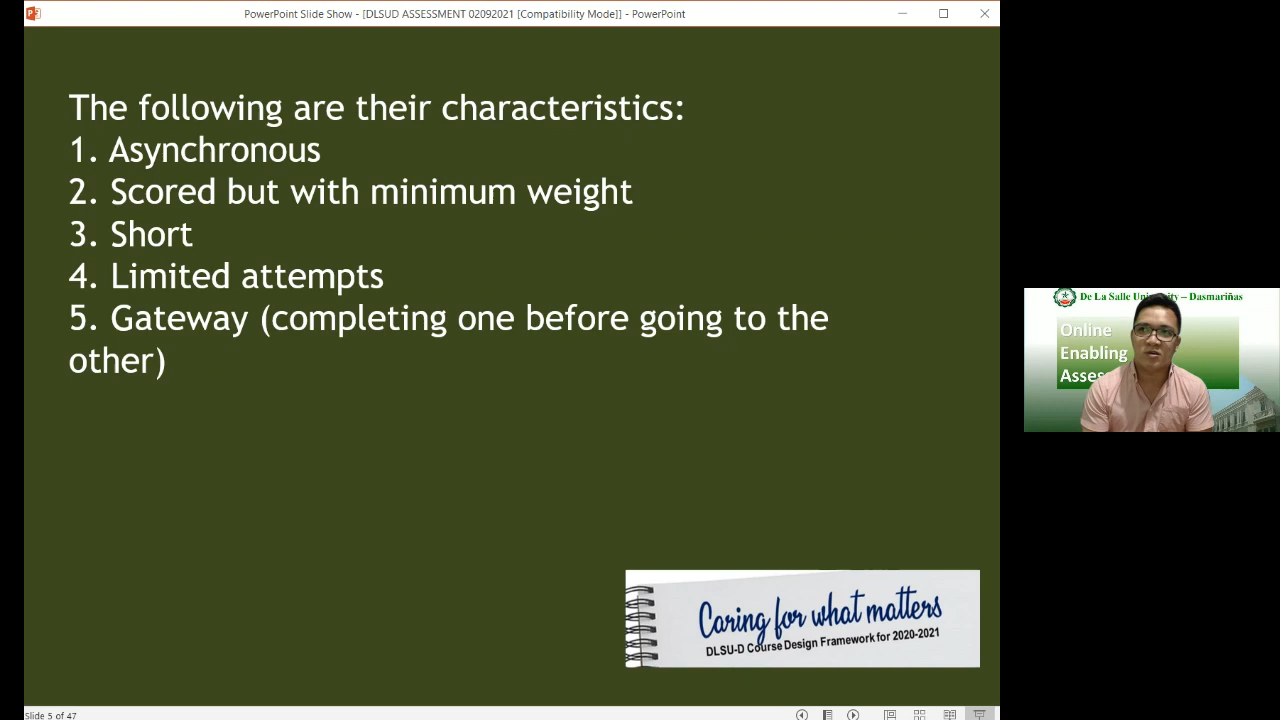 PowerPoint Slide Show - [DLSUD ASSESSMENT 02092021 [Compatibility Mode]] - PowerPoint
The following are their characteristics:
1. Asynchronous
2. Scored but with minimum weight
3. Short
4. Limited attempts
5. Gateway (completing one before going to the
other)
De La Salle University – Dasmariñas
Online
Enabling
Asses
Caring for what matters
DLSU-D Course Design Framework for 2020-2021
Slide 5 of 47